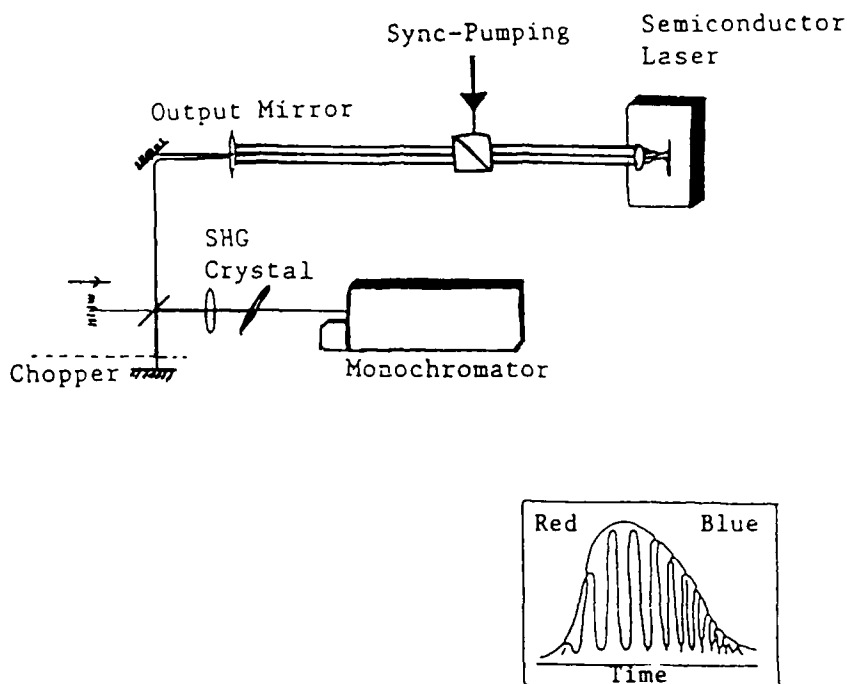 Semiconductor
Laser
Sync-Pumping
Output Mirror
SHG
Crystal
Chopper
Monochromator
Red Blue
Time